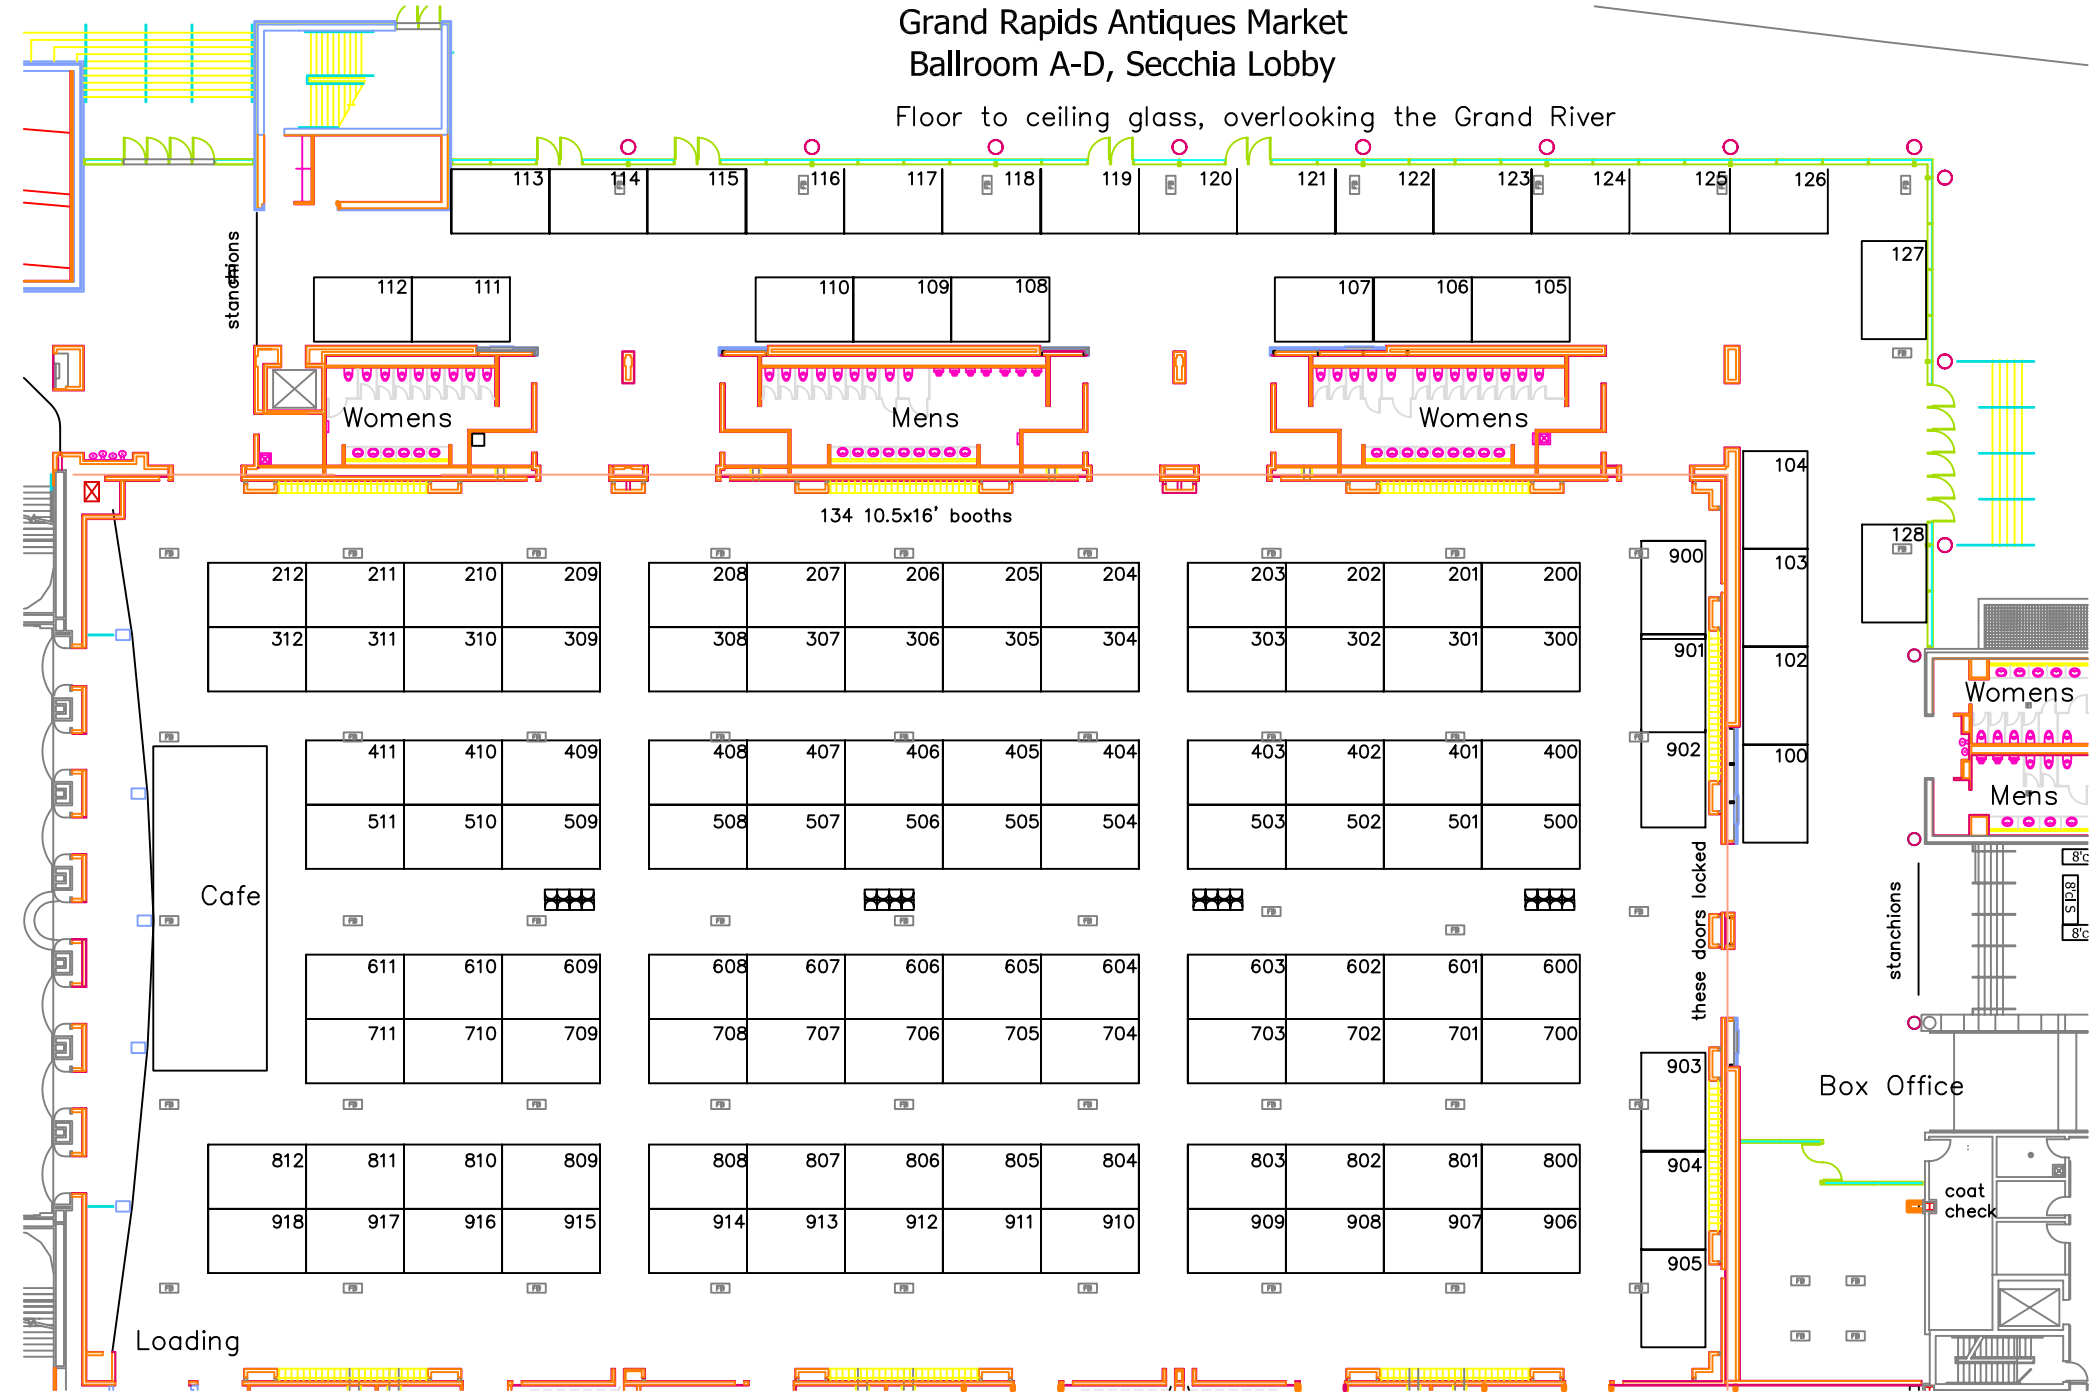 Grand Rapids Antiques Market
Ballroom A-D, Secchia Lobby
Floor to ceiling glass, overlooking the Grand River
113 114 115 116 117 118 119 120 121 122 123 124 125 126
127
stanchions
112 111 110 109 108 107 106 105
Womens Mens Womens
104
134 10.5x16' booths
128
900
103
212 211 210 209 208 207 206 205 204 203 202 201 200
312 311 310 309 308 307 306 305 304 303 302 301 300
901
102
Womens
411 410 409 408 407 406 405 404 403 402 401 400
902
100
Mens
511 510 509 508 507 506 505 504 503 502 501 500
8'c
Cafe
these doors locked
stanchions
8'cl S
8'c
611 610 609 608 607 606 605 604 603 602 601 600
711 710 709 708 707 706 705 704 703 702 701 700
903
Box Office
812 811 810 809 808 807 806 805 804 803 802 801 800
904
coat
check
918 917 916 915 914 913 912 911 910 909 908 907 906
905
Loading